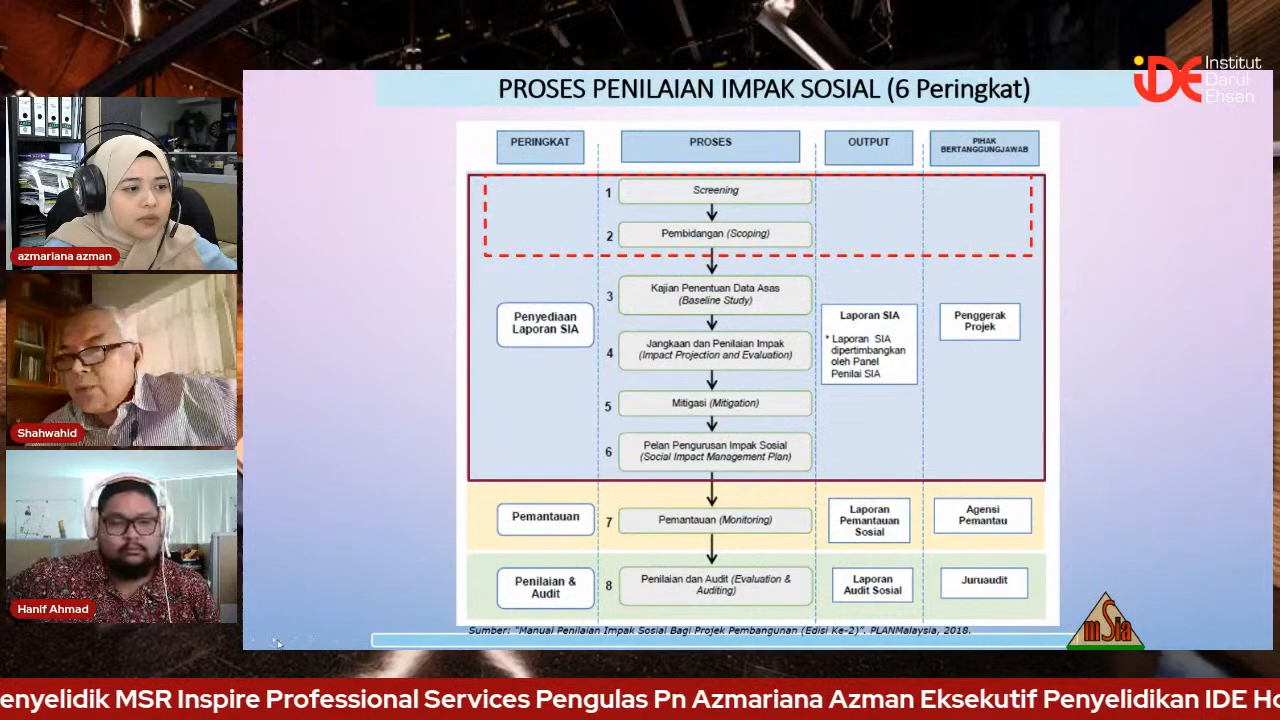 iDE Institut
Darul
Ehsan
PROSES PENILAIAN IMPAK SOSIAL (6 Peringkat)
PERINGKAT
PROSES
OUTPUT
PIHAK
BERTANGGUNGJAWAB
1
Screening
2
Pembidangan (Scoping)
3
Kajian Penentuan Data Asas
(Baseline Study)
4
Jangkaan dan Penilaian Impak
(Impact Projection and Evaluation)
5
Mitigasi (Mitigation)
6
Pelan Pengurusan Impak Sosial
(Social Impact Management Plan)
Penyediaan
Laporan SIA
Laporan SIA
* Laporan SIA
dipertimbangkan
oleh Panel
Penilai SIA
Penggerak
Projek
Pemantauan
7
Pemantauan (Monitoring)
Laporan
Pemantauan
Sosial
Agensi
Pemantau
Penilaian &
Audit
8
Penilaian dan Audit (Evaluation &
Auditing)
Laporan
Audit Sosial
Juruaudit
Sumber: "Manual Penilaian Impak Sosial Bagi Projek Pembangunan (Edisi Ke-2)". PLANMalaysia, 2018.
mSia
azmariana azman
Shahwahid
Hanif Ahmad
enyelidik MSR Inspire Professional Services Pengulas Pn Azmariana Azman Eksekutif Penyelidikan IDE Ho